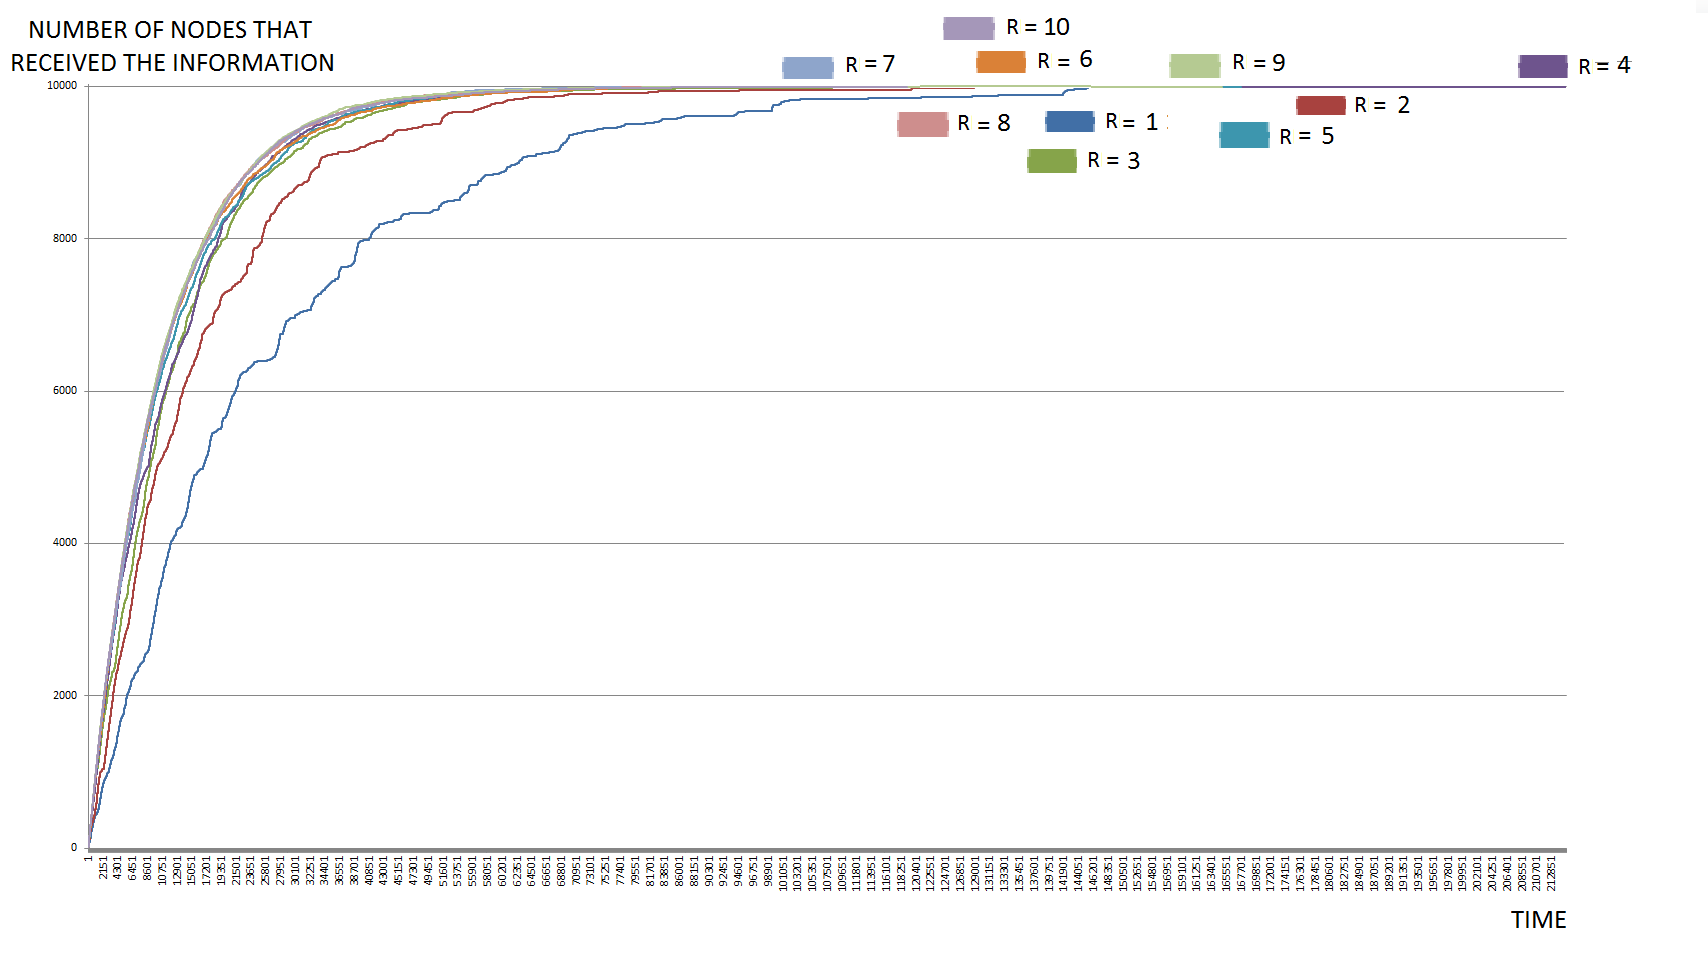 NUMBER OF NODES THAT
RECEIVED THE INFORMATION
R = 10
R = 7
R = 6
R = 9
R = 4
R = 8
R = 1
R = 2
R = 5
R = 3
10000
8000
6000
4000
2000
0
1 2151 4301 6451 8601 10751 12901 15051 17201 19351 21501 23651 25801 27951 30101 32251 34401 36551 38701 40851 43001 45151 47301 49451 51601 53751 55901 58051 60201 62351 64501 66651 68801 70951 73101 75251 77401 79551 81701 83851 86001 88151 90301 92451 94601 96751 98901 101051 103201 105351 107501 109651 111801 113951 116101 118251 120401 122551 124701 126851 129001 131151 133301 135451 137601 139751 141901 144051 146201 148351 150501 152651 154801 156951 159101 161251 163401 165551 167701 169851 172001 174151 176301 178451 180601 182751 184901 187051 189201 191351 193501 195651 197801 199951 202101 204251 206401 208551 210701 212851
TIME